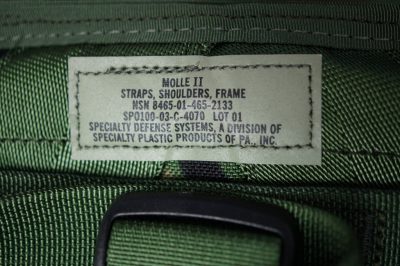 MOLLE II
STRAPS, SHOULDERS, FRAME
NSN 8465-01-465-2133
SPO100-03-C-4070 LOT 01
SPECIALTY DEFENSE SYSTEMS, A DIVISION OF
SPECIALTY PLASTIC PRODUCTS OF PA., INC.